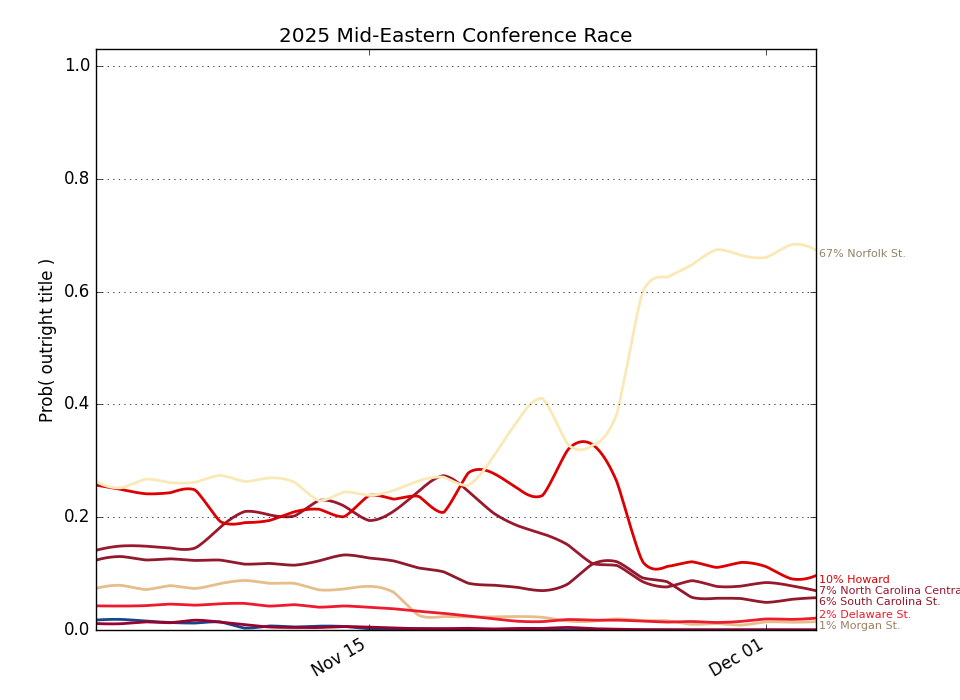 2025 Mid-Eastern Conference Race
1.0
0.8
0.6
0.4
0.2
0.0
Prob( outright title )
Nov 15
Dec 01
67% Norfolk St.
10% Howard
7% North Carolina Centra
6% South Carolina St.
2% Delaware St.
1% Morgan St.